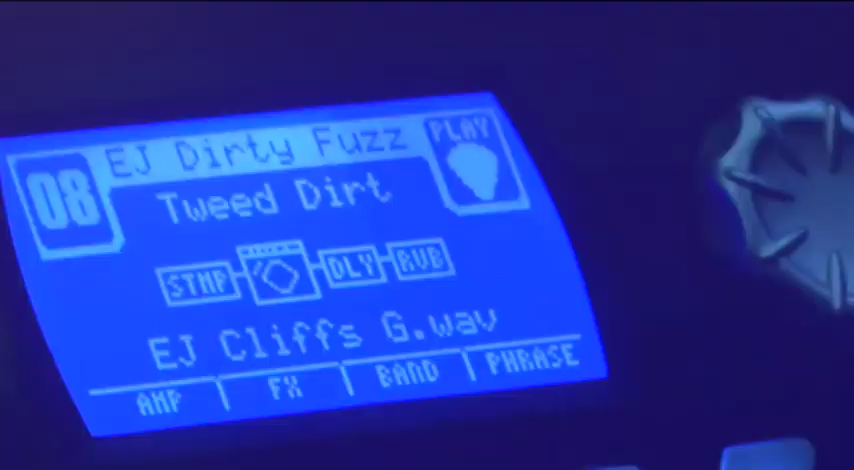 EJ Dirty Fuzz PLAY
08
Tweed Dirt
STMP DLY RVB
EJ Cliffs G.wav
AMP FX BAND PHRASE